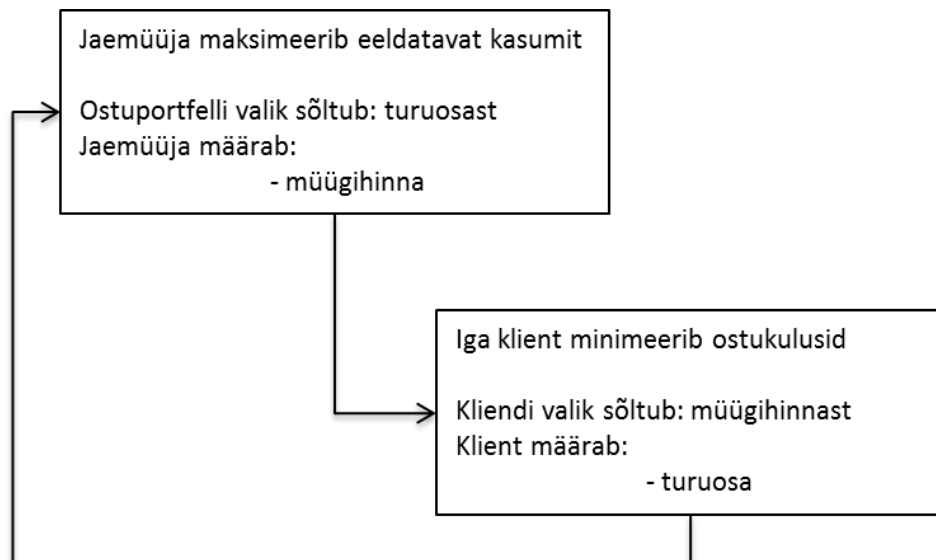 Jaemüüja maksimeerib eeldatavat kasumit
Ostuportfelli valik sõltub: turuosast
Jaemüüja määrab:
- müügihinna
Iga klient minimeerib ostukulusid
Kliendi valik sõltub: müügihinnast
Klient määrab:
- turuosa